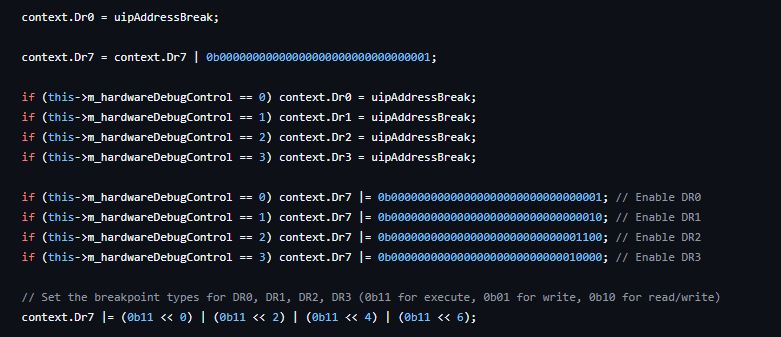 context.Dr0 = uipAddressBreak;
context.Dr7 = context.Dr7 | 0b00000000000000000000000000000001;
if (this->m_hardwareDebugControl == 0) context.Dr0 = uipAddressBreak;
if (this->m_hardwareDebugControl == 1) context.Dr1 = uipAddressBreak;
if (this->m_hardwareDebugControl == 2) context.Dr2 = uipAddressBreak;
if (this->m_hardwareDebugControl == 3) context.Dr3 = uipAddressBreak;
if (this->m_hardwareDebugControl == 0) context.Dr7 |= 0b00000000000000000000000000000001; // Enable DR0
if (this->m_hardwareDebugControl == 1) context.Dr7 |= 0b00000000000000000000000000000010; // Enable DR1
if (this->m_hardwareDebugControl == 2) context.Dr7 |= 0b00000000000000000000000000001100; // Enable DR2
if (this->m_hardwareDebugControl == 3) context.Dr7 |= 0b00000000000000000000000000010000; // Enable DR3
// Set the breakpoint types for DR0, DR1, DR2, DR3 (0b11 for execute, 0b01 for write, 0b10 for read/write)
context.Dr7 |= (0b11 << 0) | (0b11 << 2) | (0b11 << 4) | (0b11 << 6);